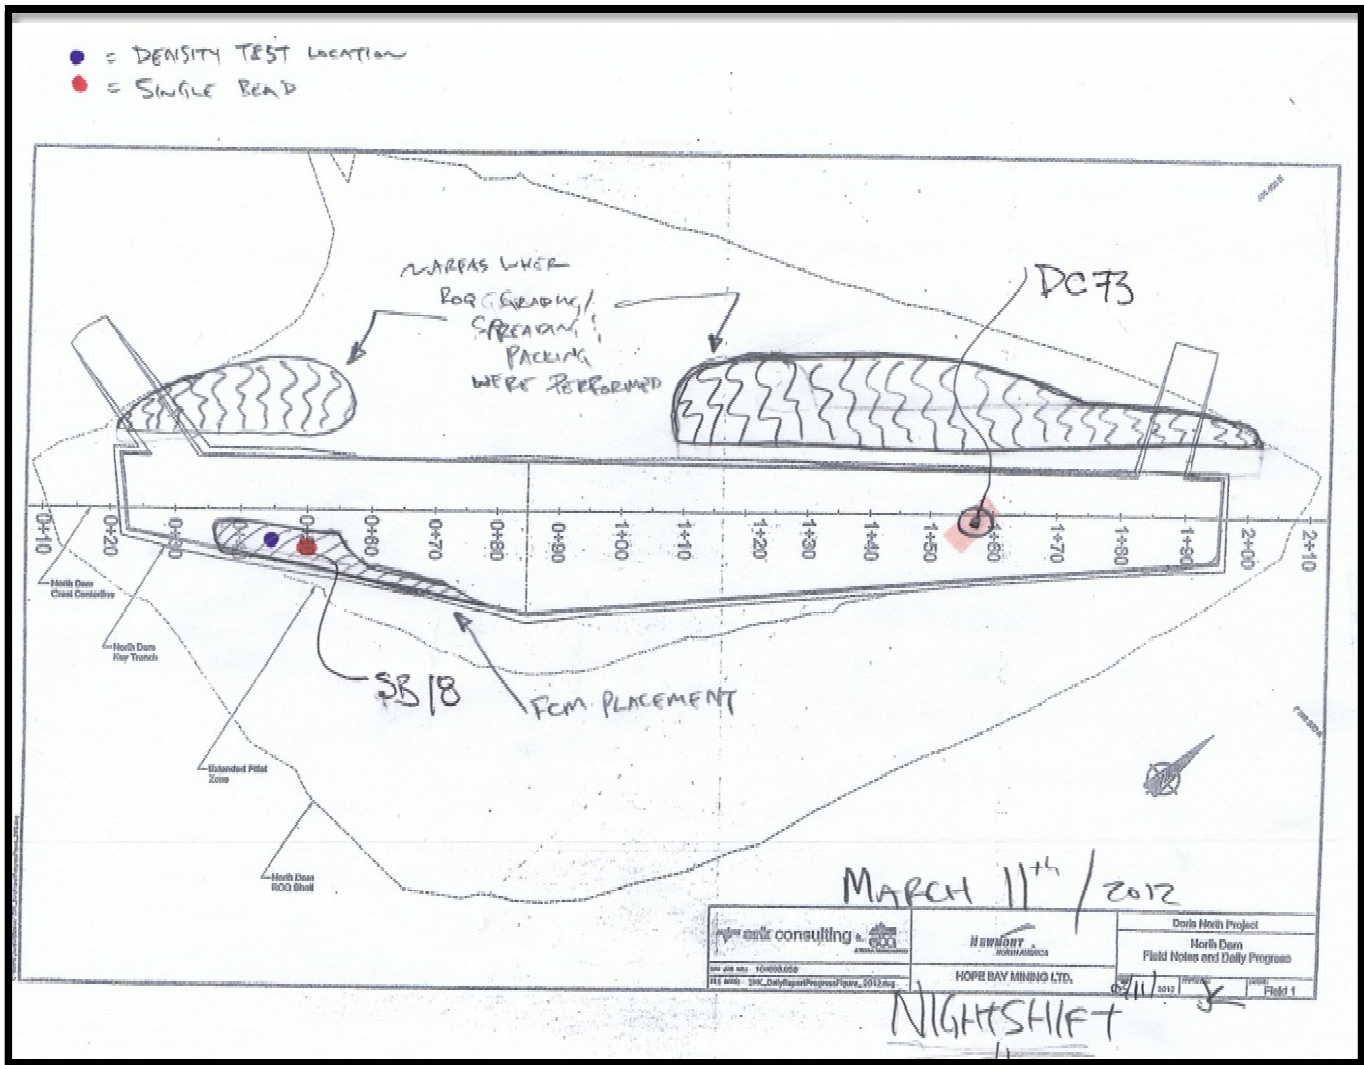 = DENSITY TEST LOCATION
= SINGLE BEAD
~ AREAS WHER
ROQ GRADING/
SPREADING &
PACKING
WERE PERFORMED
DC73
0+10
0+20
0+60
0+70
0+80
0+90
1+00
1+10
1+20
1+30
1+40
1+50
1+60
1+70
1+80
1+90
2+00
2+10
North Dam
Crest Centerline
North Dam
Key Trench
SB18
FCM PLACEMENT
Extended Fillet
Zone
North Dam
ROQ Shell
MARCH 11th / 2012
srk consulting
NEWMONT
NORTH AMERICA
HOPE BAY MINING LTD.
Doris North Project
North Dam
Field Notes and Daily Progress
2012
Field 1
NIGHTSHIFT